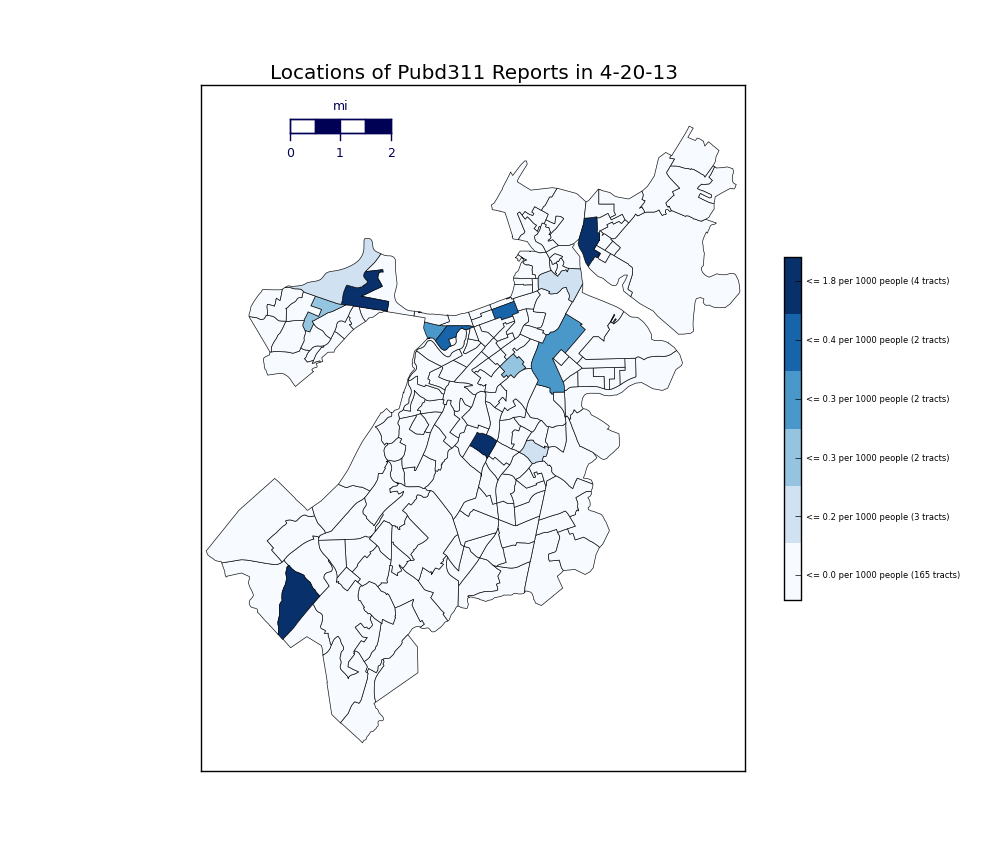 Locations of Pubd311 Reports in 4-20-13
mi
0 1 2
<= 1.8 per 1000 people (4 tracts)
<= 0.4 per 1000 people (2 tracts)
<= 0.3 per 1000 people (2 tracts)
<= 0.3 per 1000 people (2 tracts)
<= 0.2 per 1000 people (3 tracts)
<= 0.0 per 1000 people (165 tracts)